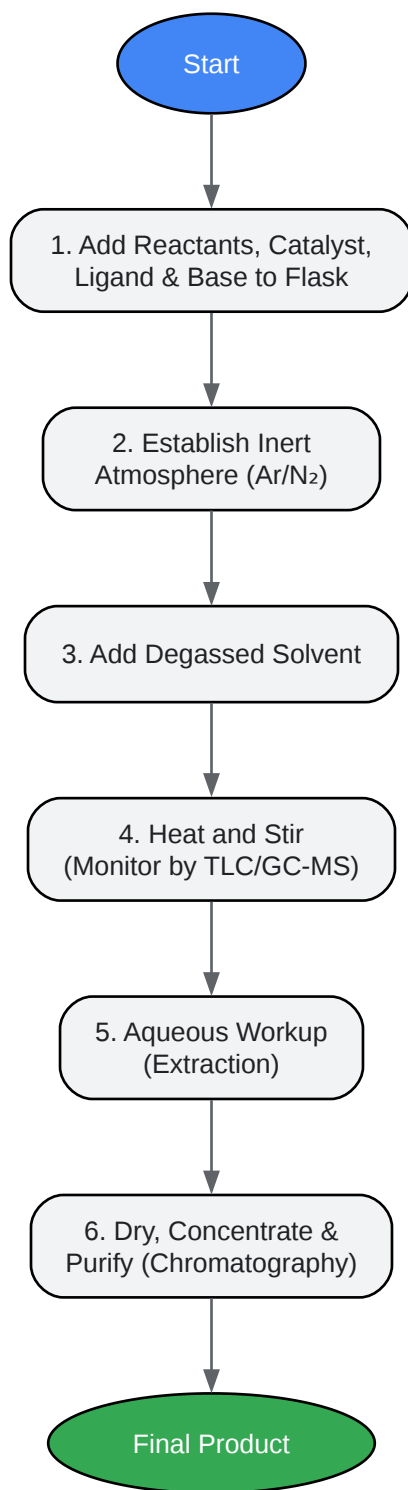 Start
1. Add Reactants, Catalyst,
Ligand & Base to Flask
2. Establish Inert
Atmosphere (Ar/N₂)
3. Add Degassed Solvent
4. Heat and Stir
(Monitor by TLC/GC-MS)
5. Aqueous Workup
(Extraction)
6. Dry, Concentrate &
Purify (Chromatography)
Final Product